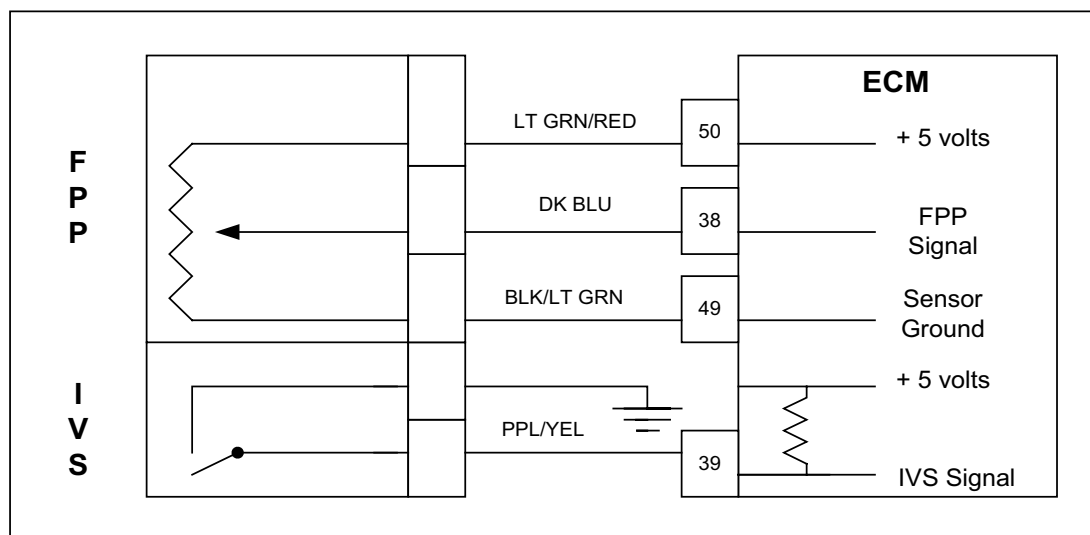 ECM
F
P
P
LT GRN/RED
50
+ 5 volts
DK BLU
38
FPP
Signal
BLK/LT GRN
49
Sensor
Ground
I
V
S
+ 5 volts
PPL/YEL
39
IVS Signal